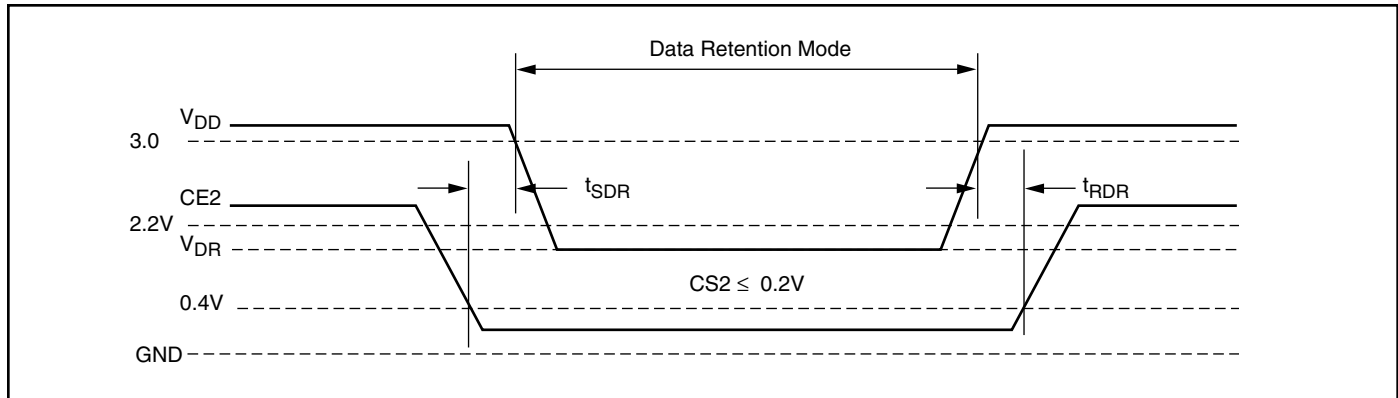 Data Retention Mode
VDD
3.0
tSDR
tRDR
CE2
2.2V
VDR
CS2 ≤ 0.2V
0.4V
GND